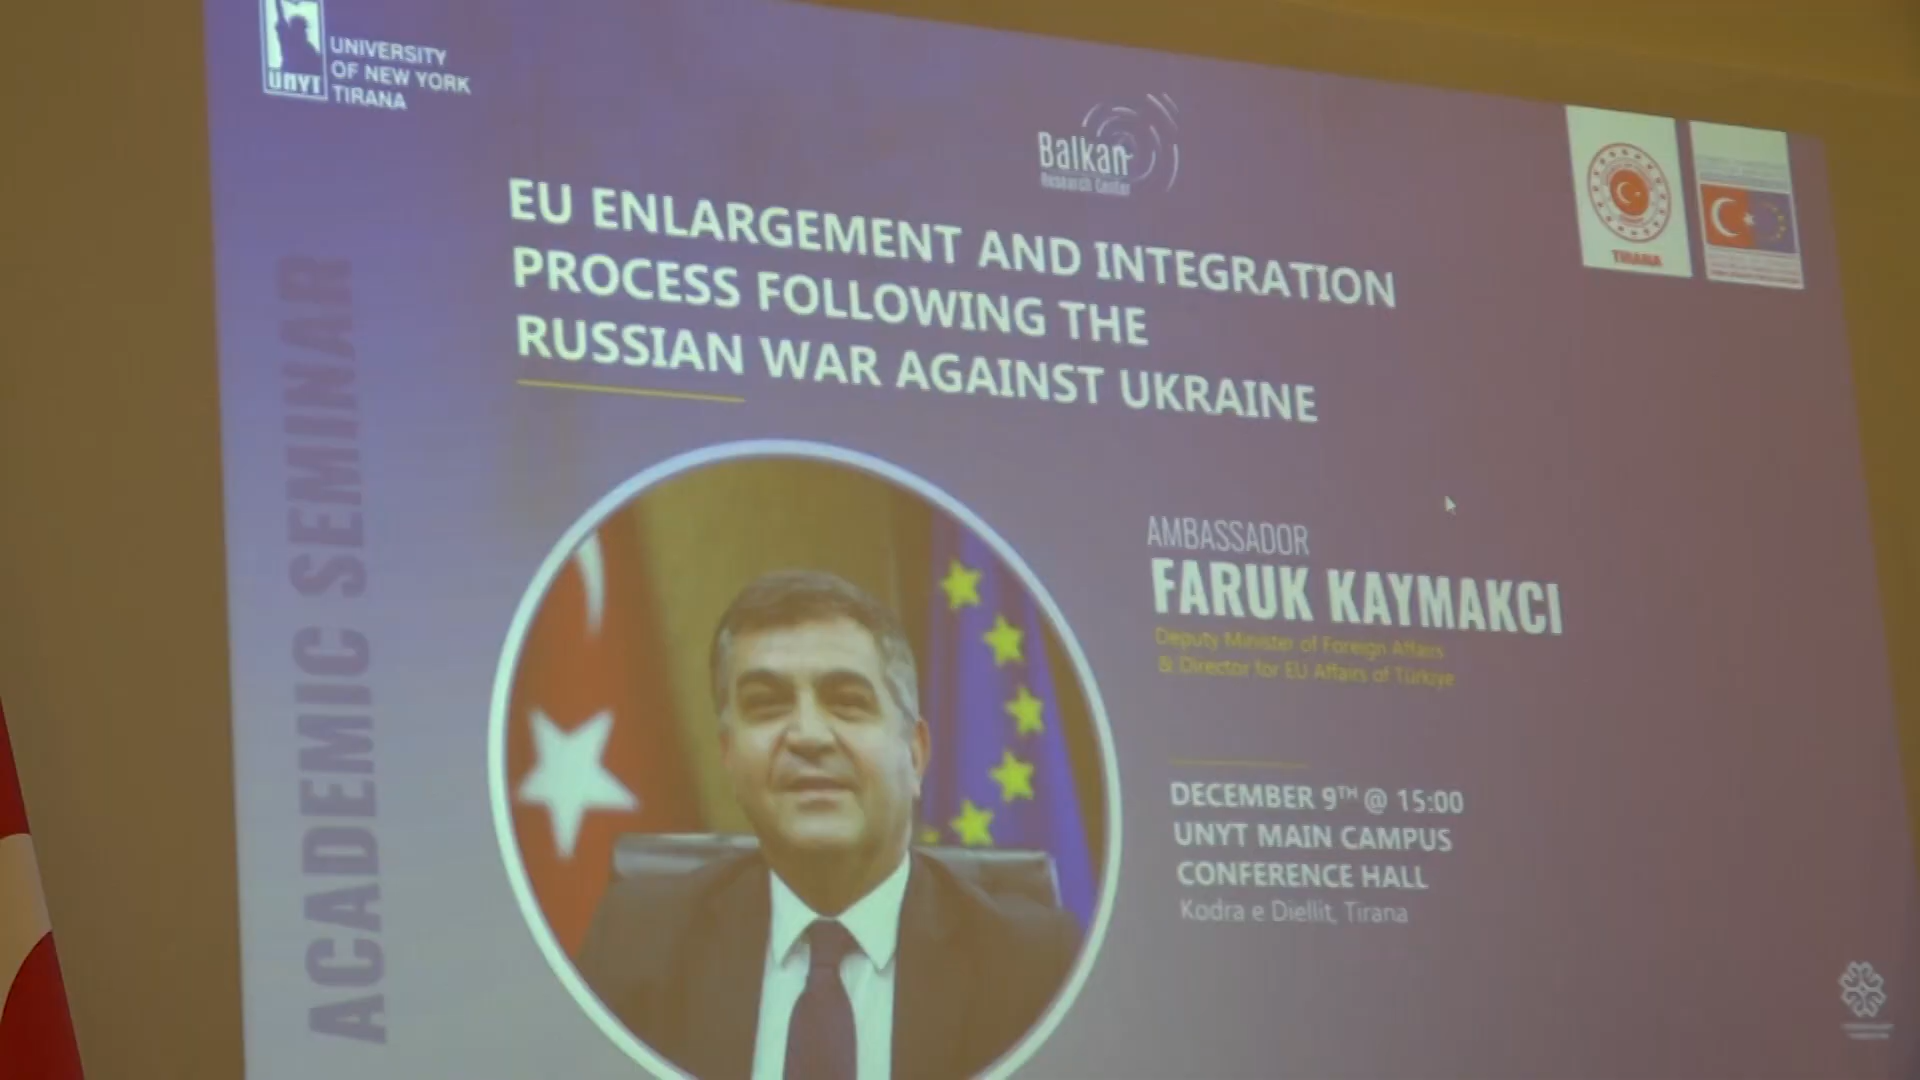 UNYT
UNIVERSITY
OF NEW YORK
TIRANA
Balkan
Research Center
TIRANA
EU ENLARGEMENT AND INTEGRATION
PROCESS FOLLOWING THE
RUSSIAN WAR AGAINST UKRAINE
ACADEMIC SEMINAR
AMBASSADOR
FARUK KAYMAKCI
Deputy Minister of Foreign Affairs
& Director for EU Affairs of Türkiye
DECEMBER 9TH @ 15:00
UNYT MAIN CAMPUS
CONFERENCE HALL
Kodra e Diellit, Tirana